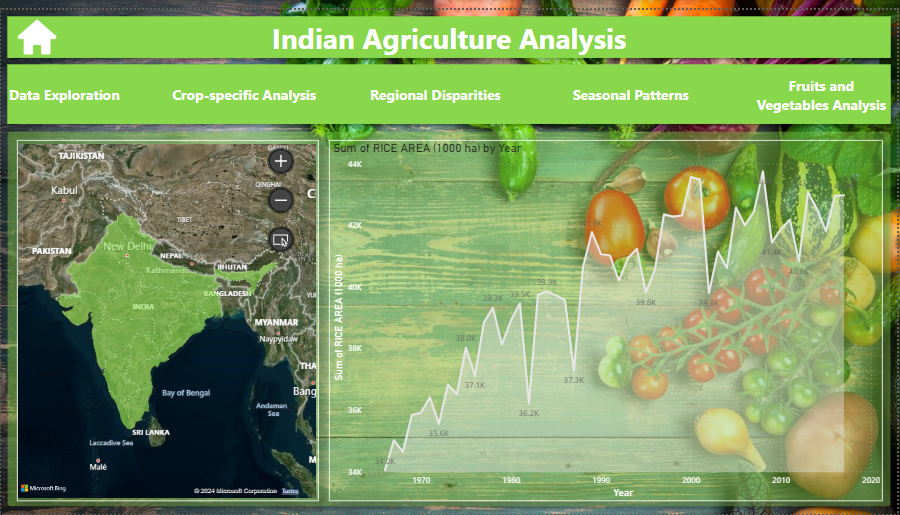 Indian Agriculture Analysis
Data Exploration
Crop-specific Analysis
Regional Disparities
Seasonal Patterns
Fruits and
Vegetables Analysis
TAJIKISTAN
Kabul
QINGHAI
C
TIBET
PAKISTAN
New Delhi
NEPAL
Kathmandu
BHUTAN
INDIA
BANGLADESH
YU
MYANMAR
Naypyidaw
THA
Bang
Bay of Bengal
Andaman
Sea
SRI LANKA
Laccadive Sea
Malé
M
Microsoft Bing
© 2024 Microsoft Corporation Terms
Sum of RICE AREA (1000 ha) by Year
Sum of RICE AREA (1000 ha)
44K
42K
40K
38K
36K
34K
35.6K
38.0K
37.1K
39.3K
39.5K
36.2K
39.9K
37.3K
39.8K
1970
1980
1990
2000
2010
2020
Year